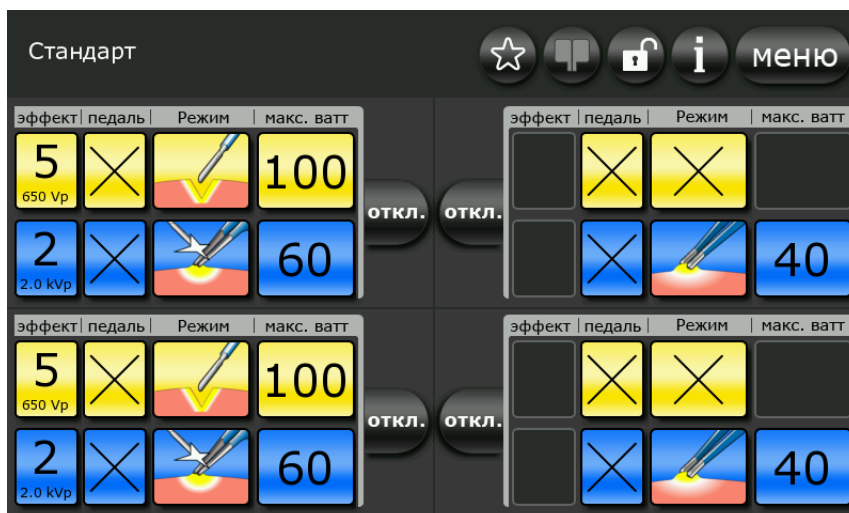 Стандарт
i
меню
эффект педаль Режим макс. ватт
5
650 Vp
100
2
2.0 kVp
60
откл.
откл.
эффект педаль Режим макс. ватт
40
эффект педаль Режим макс. ватт
5
650 Vp
100
2
2.0 kVp
60
откл.
откл.
эффект педаль Режим макс. ватт
40